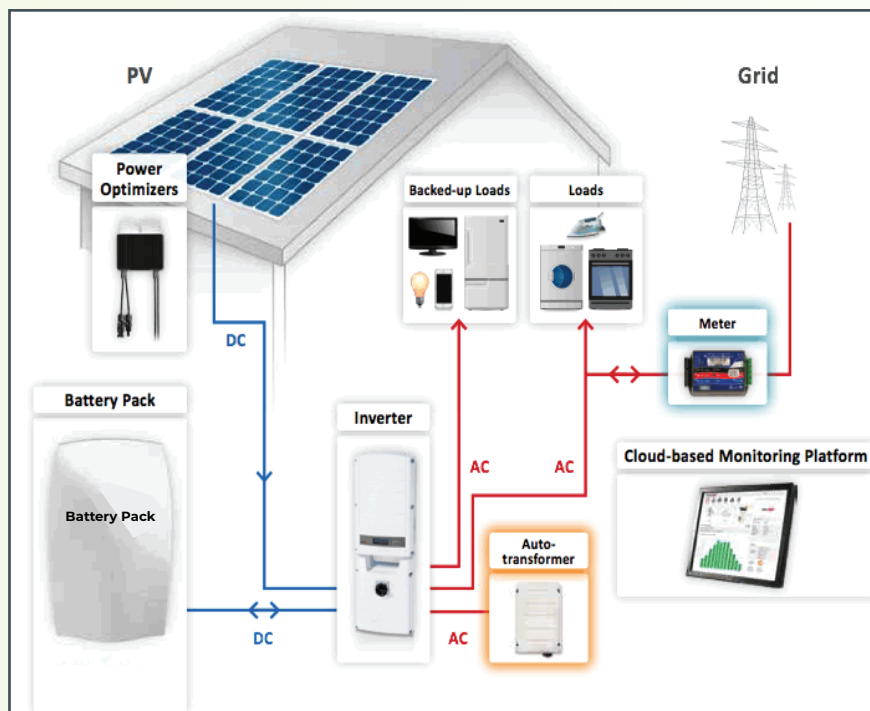 PV
Grid
Power
Optimizers
Backed-up Loads
Loads
DC
Meter
Battery Pack
Inverter
Battery Pack
AC
AC
Cloud-based Monitoring Platform
Auto-
transformer
DC
AC